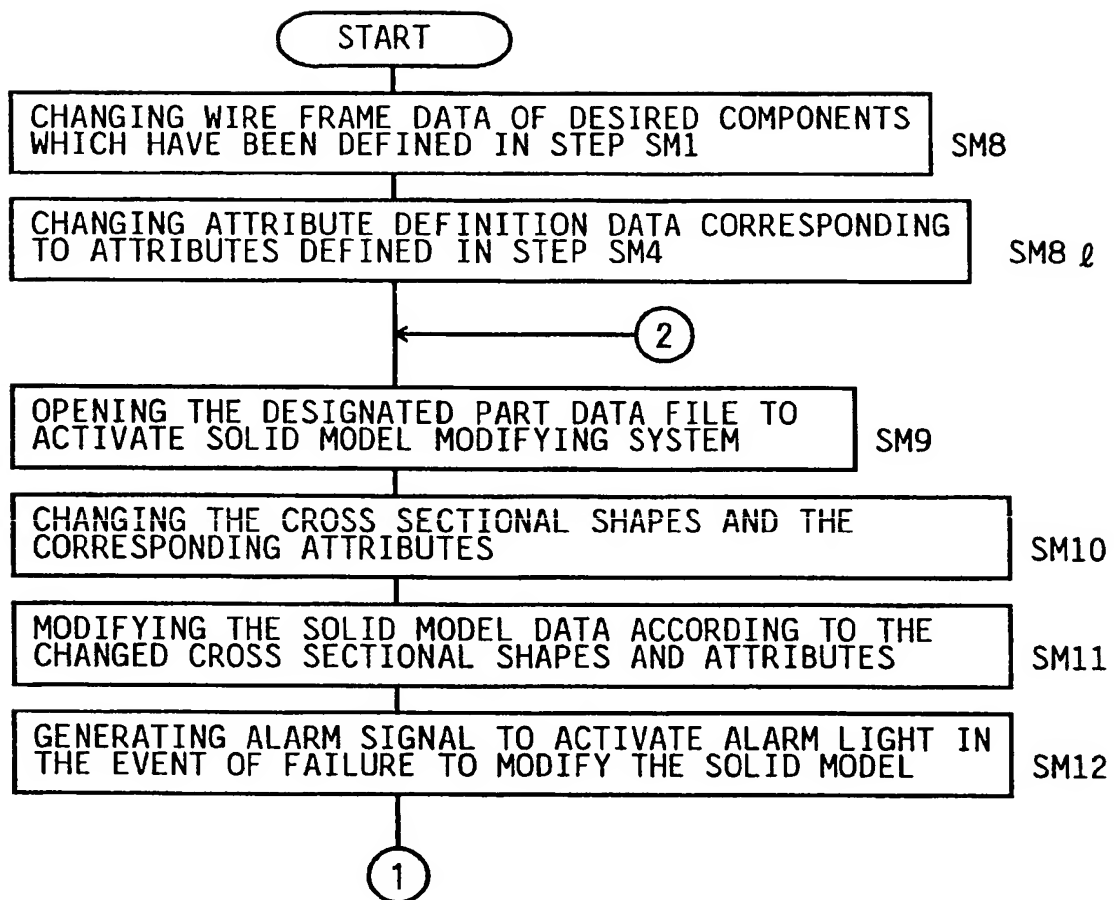 START
CHANGING WIRE FRAME DATA OF DESIRED COMPONENTS
WHICH HAVE BEEN DEFINED IN STEP SM1
SM8
CHANGING ATTRIBUTE DEFINITION DATA CORRESPONDING
TO ATTRIBUTES DEFINED IN STEP SM4
SM8 ℓ
2
OPENING THE DESIGNATED PART DATA FILE TO
ACTIVATE SOLID MODEL MODIFYING SYSTEM
SM9
CHANGING THE CROSS SECTIONAL SHAPES AND THE
CORRESPONDING ATTRIBUTES
SM10
MODIFYING THE SOLID MODEL DATA ACCORDING TO THE
CHANGED CROSS SECTIONAL SHAPES AND ATTRIBUTES
SM11
GENERATING ALARM SIGNAL TO ACTIVATE ALARM LIGHT IN
THE EVENT OF FAILURE TO MODIFY THE SOLID MODEL
SM12
1